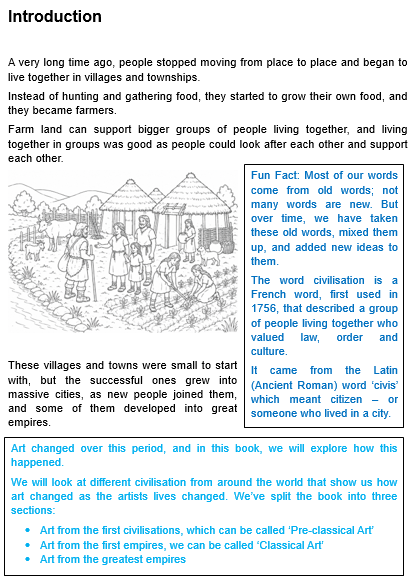 Introduction
A very long time ago, people stopped moving from place to place and began to
live together in villages and townships.
Instead of hunting and gathering food, they started to grow their own food, and
they became farmers.
Farm land can support bigger groups of people living together, and living
together in groups was good as people could look after each other and support
each other.
Fun Fact: Most of our words
come from old words; not
many words are new. But
over time, we have taken
these old words, mixed them
up, and added new ideas to
them.
The word civilisation is a
French word, first used in
1756, that described a group
of people living together who
valued law, order and
culture.
It came from the Latin
(Ancient Roman) word ‘civis’
which meant citizen – or
someone who lived in a city.
These villages and towns were small to start
with, but the successful ones grew into
massive cities, as new people joined them,
and some of them developed into great
empires.
Art changed over this period, and in this book, we will explore how this
happened.
We will look at different civilisation from around the world that show us how
art changed as the artists lives changed. We’ve split the book into three
sections:
• Art from the first civilisations, which can be called ‘Pre-classical Art’
• Art from the first empires, we can be called ‘Classical Art’
• Art from the greatest empires